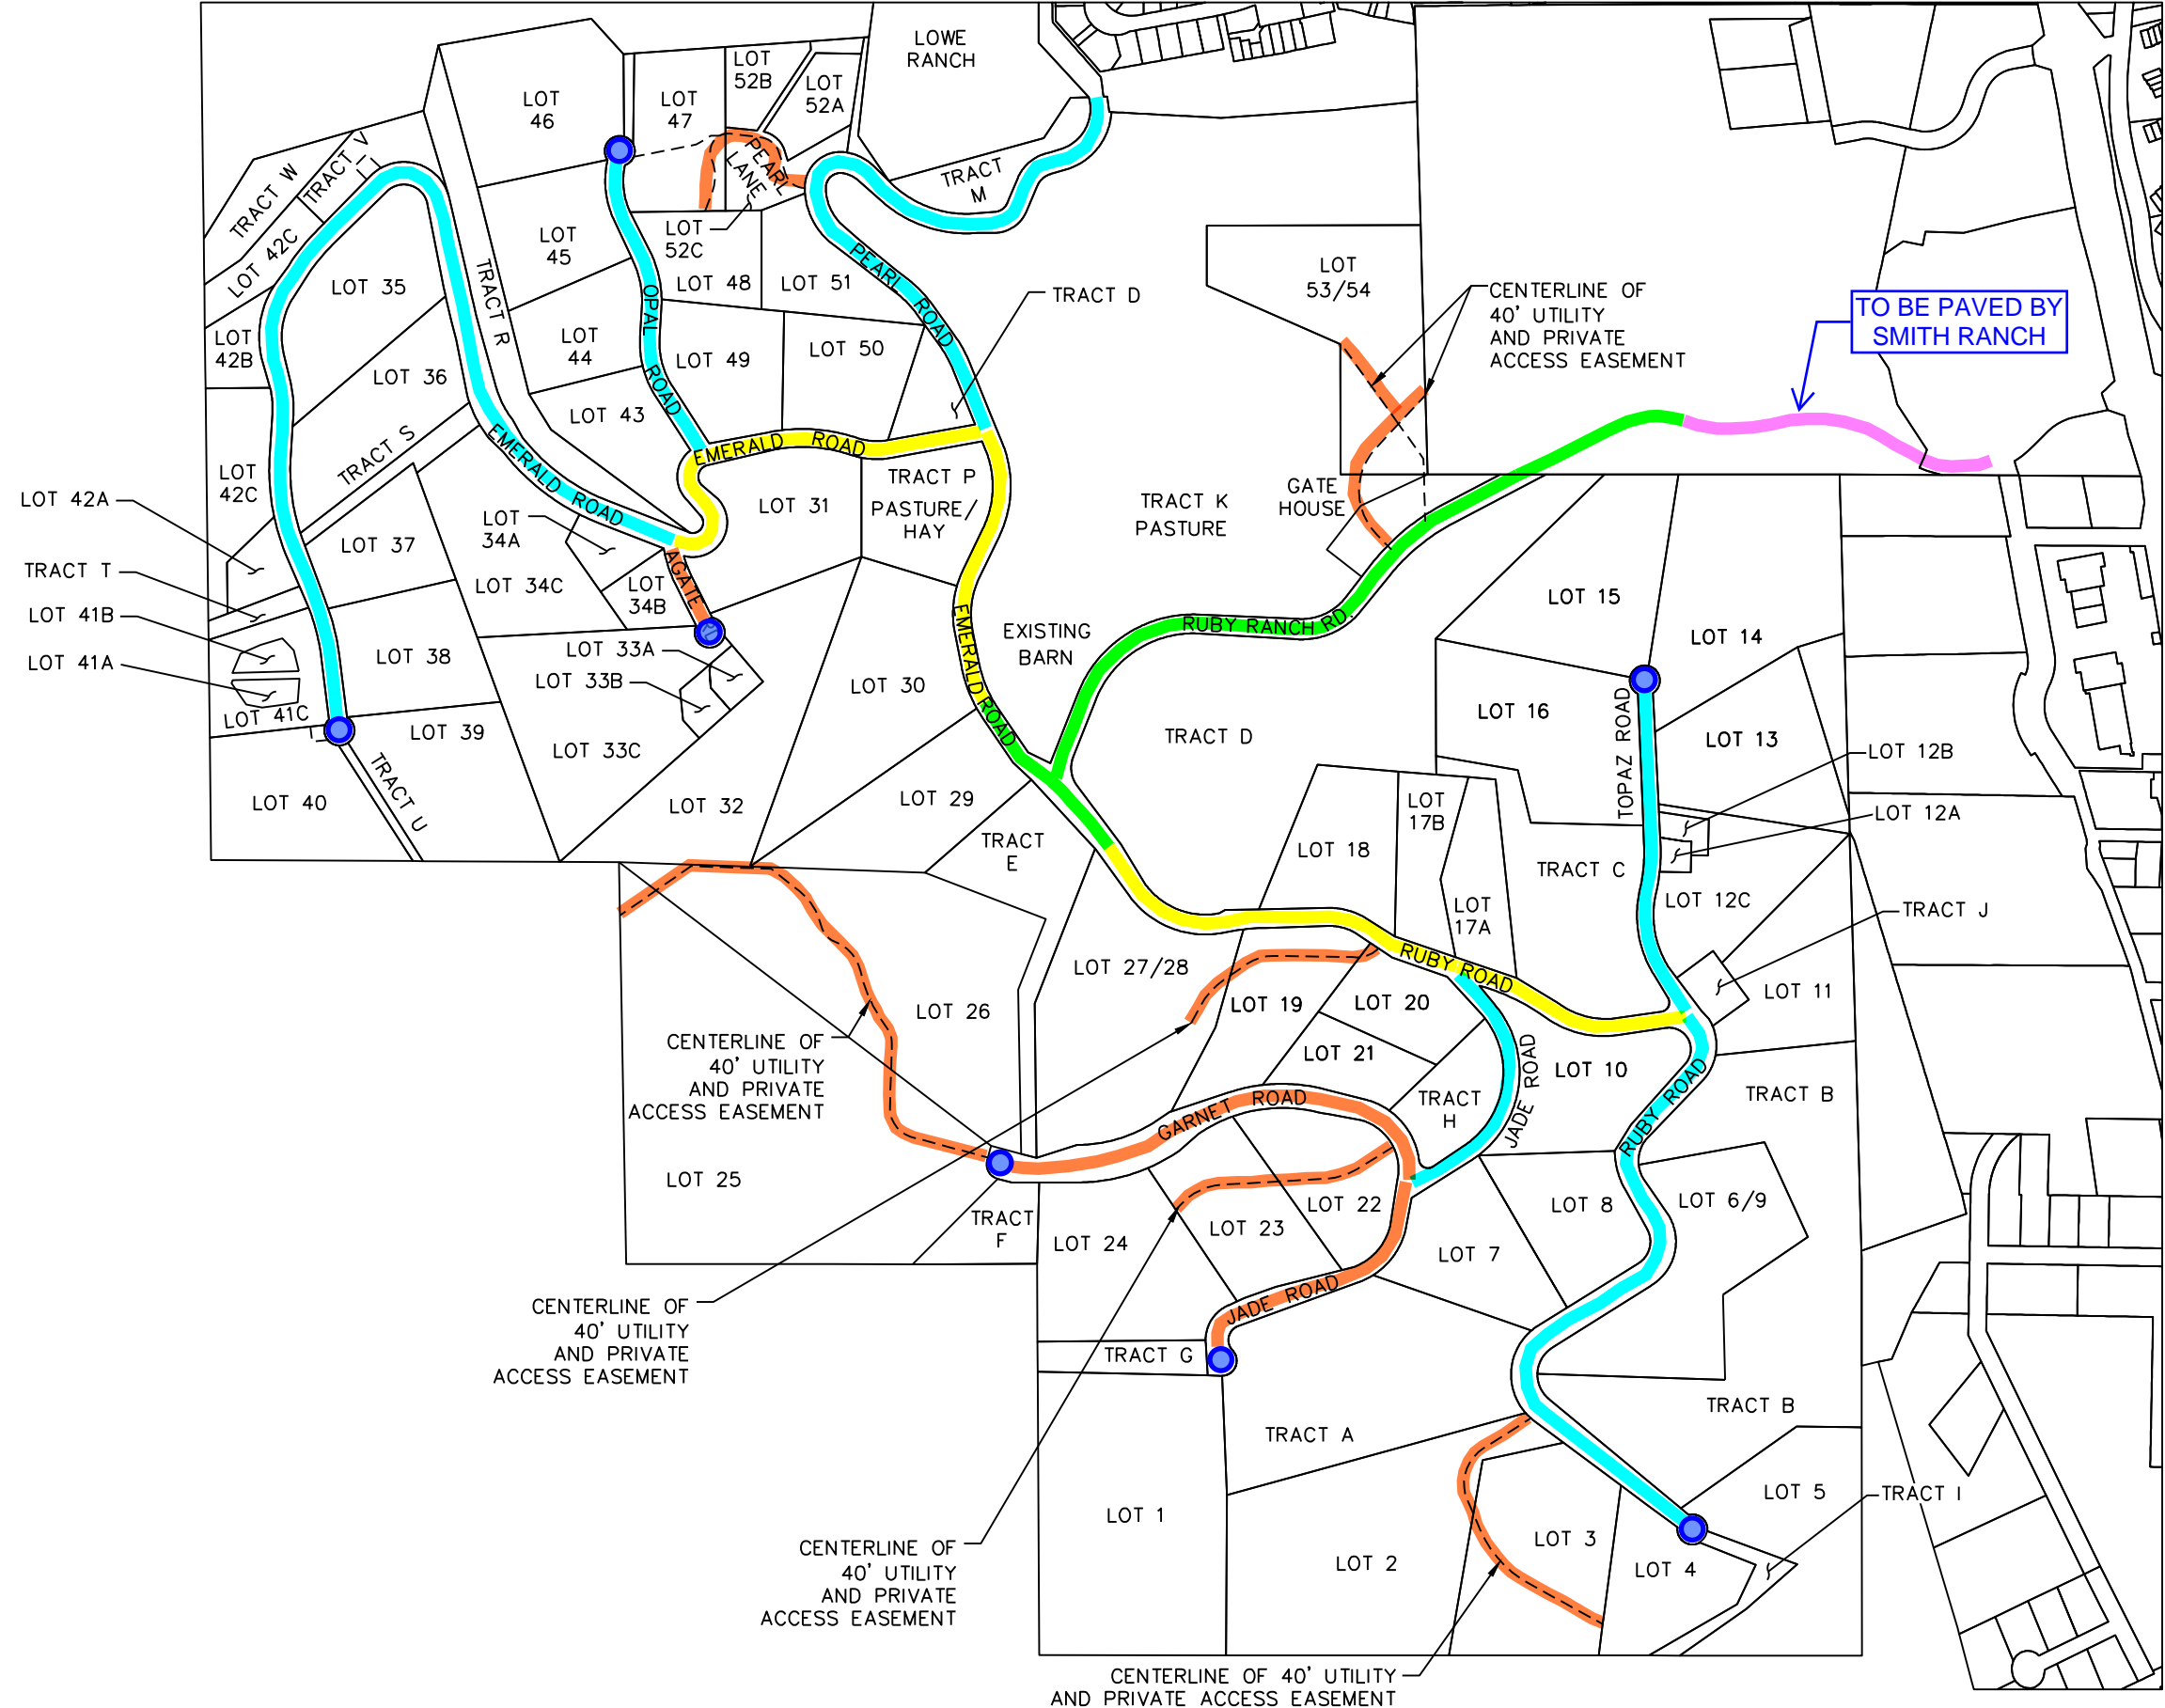 LOWE
RANCH
LOT
46
LOT
47
LOT
52B
LOT
52A
PEARL
LANE
TRACT
M
TRACT W
TRACT V
LOT 42C
LOT
45
LOT
52C
LOT 48
LOT 51
PEARL ROAD
TRACT D
LOT
53/54
CENTERLINE OF
40' UTILITY
AND PRIVATE
ACCESS EASEMENT
TO BE PAVED BY
SMITH RANCH
LOT 35
TRACT R
OPAL ROAD
LOT
42B
LOT
44
LOT 49
LOT 50
LOT 36
LOT 43
TRACT S
EMERALD ROAD
EMERALD ROAD
LOT
42C
LOT 42A
TRACT P
PASTURE/
HAY
LOT 31
TRACT K
PASTURE
GATE
HOUSE
LOT
34A
LOT 37
TRACT T
LOT 34C
LOT
34B
AGATE
LOT 41B
LOT 41A
LOT 38
LOT 33A
LOT 33B
LOT 41C
LOT 39
LOT 33C
LOT 40
TRACT U
LOT 32
LOT 30
EMERALD ROAD
EXISTING
BARN
RUBY RANCH RD.
TRACT D
LOT 15
LOT 14
LOT 16
TOPAZ ROAD
LOT 13
LOT 12B
LOT 12A
LOT 29
TRACT
E
LOT 18
LOT
17B
LOT
17A
TRACT C
LOT 12C
TRACT J
LOT 11
LOT 27/28
RUBY ROAD
LOT 26
LOT 19
LOT 20
LOT 21
CENTERLINE OF
40' UTILITY
AND PRIVATE
ACCESS EASEMENT
JADE ROAD
JADE ROAD
LOT 10
RUBY ROAD
TRACT B
TRACT
H
GARNET ROAD
LOT 25
TRACT
F
LOT 24
LOT 23
LOT 22
LOT 7
LOT 8
LOT 6/9
JADE ROAD
CENTERLINE OF
40' UTILITY
AND PRIVATE
ACCESS EASEMENT
TRACT G
TRACT A
TRACT B
LOT 1
LOT 2
LOT 3
LOT 4
LOT 5
TRACT I
CENTERLINE OF
40' UTILITY
AND PRIVATE
ACCESS EASEMENT
CENTERLINE OF 40' UTILITY
AND PRIVATE ACCESS EASEMENT